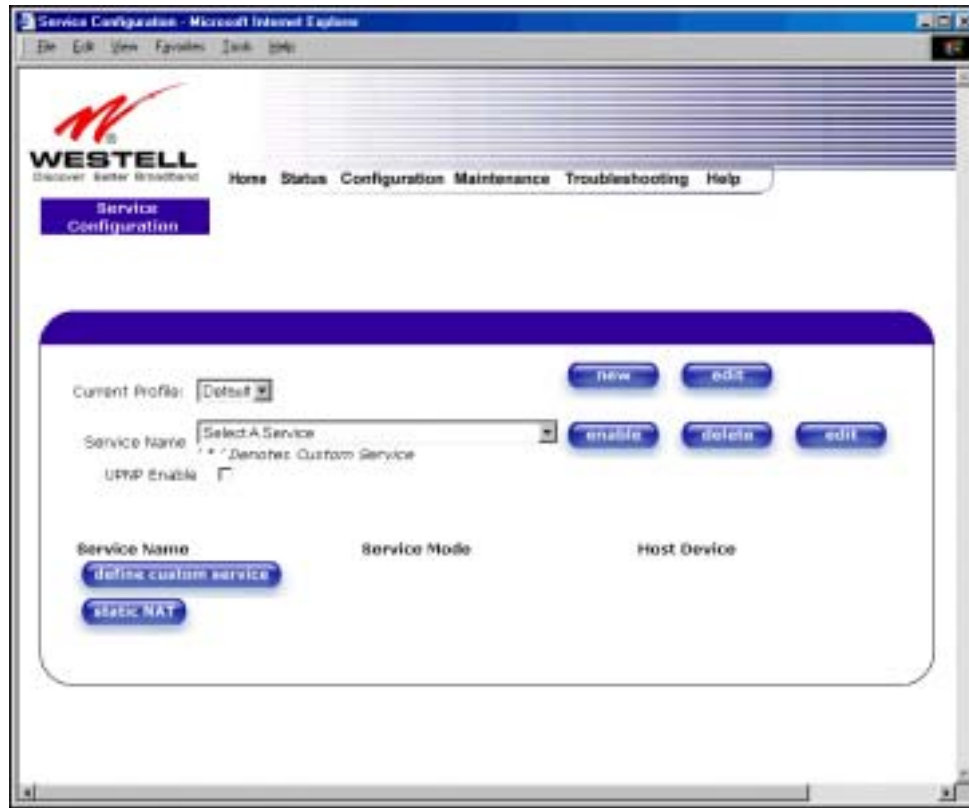 Service Configuration - Microsoft Internet Explorer
File Edit View Favorites Tools Help
WESTELL
®
Discover Better Broadband
Home Status Configuration Maintenance Troubleshooting Help
Service
Configuration
new edit
Current Profile: Default
Service Name Select A Service enable delete edit
' * ' Denotes Custom Service
UPNP Enable
Service Name Service Mode Host Device
define custom service
static NAT